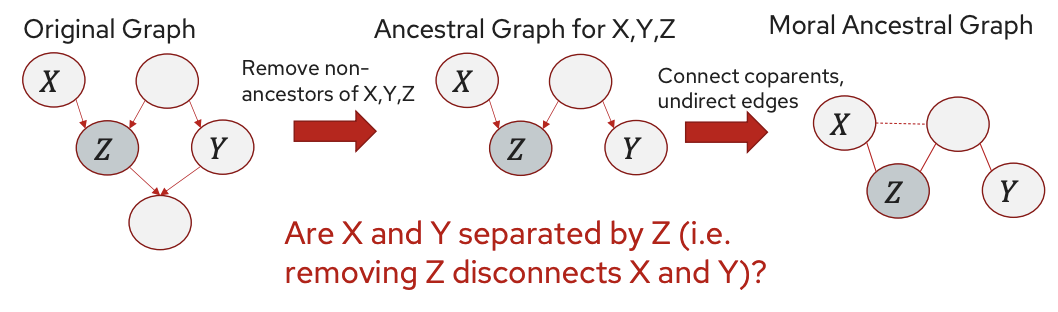 Original Graph
Ancestral Graph for X,Y,Z
Moral Ancestral Graph
X
Z
Y
Remove non-
ancestors of X,Y,Z
X
Z
Y
Connect coparents,
undirect edges
X
Z
Y
Are X and Y separated by Z (i.e.
removing Z disconnects X and Y)?